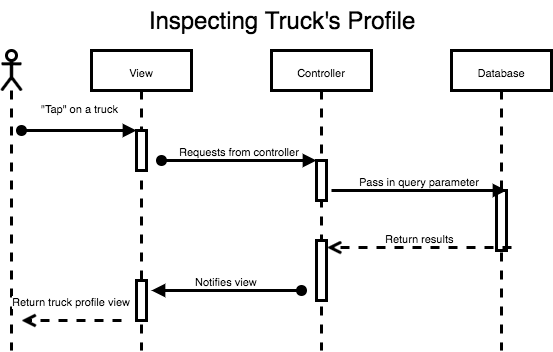 Inspecting Truck's Profile
View
Controller
Database
"Tap" on a truck
Requests from controller
Pass in query parameter
Return results
Notifies view
Return truck profile view